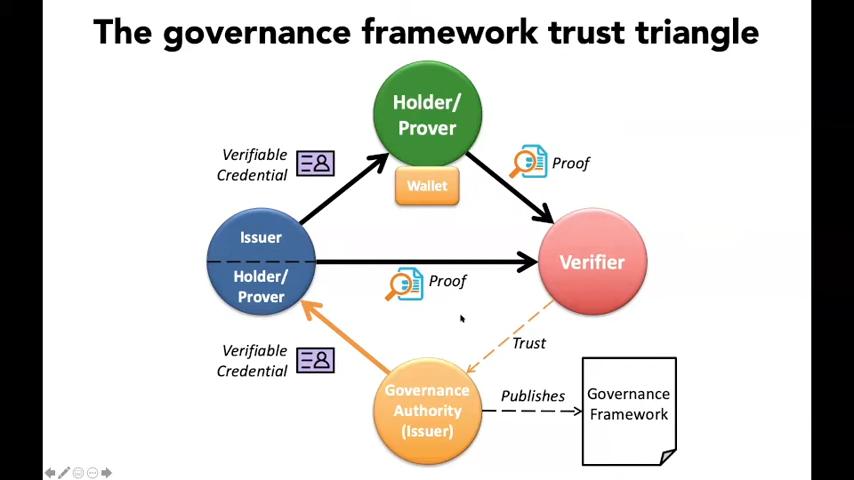 The governance framework trust triangle
Holder/
Prover
Verifiable
Credential
Proof
Wallet
Issuer
Holder/
Prover
Proof
Verifier
Trust
Verifiable
Credential
Governance
Authority
(Issuer)
Publishes
Governance
Framework